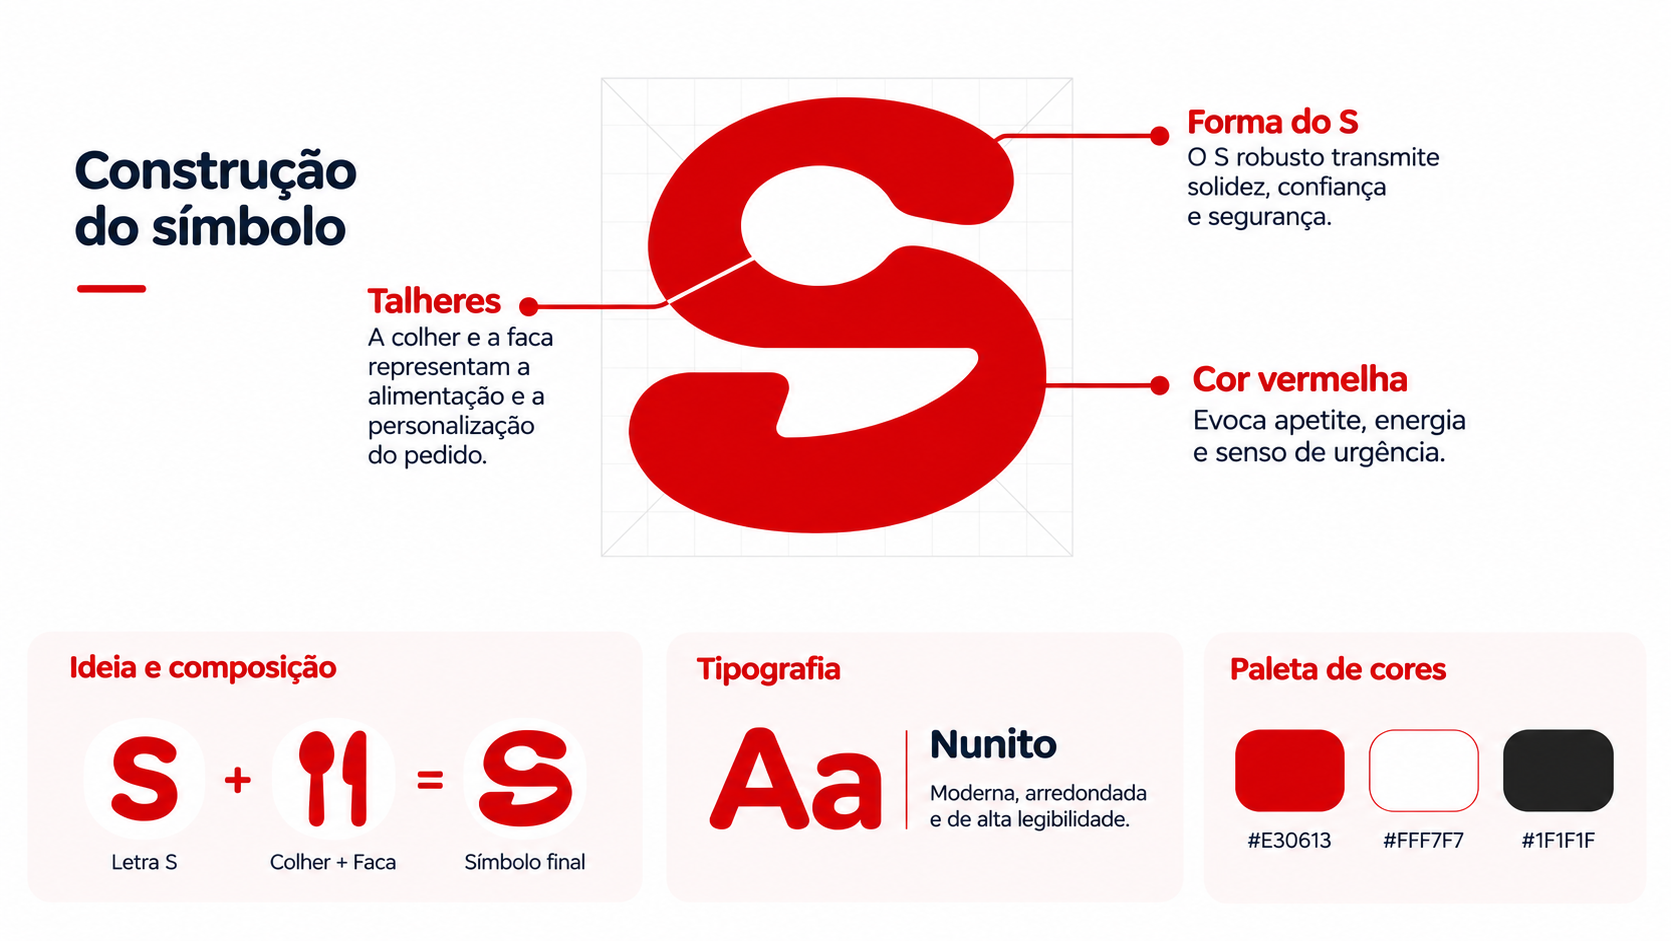 Construção
do símbolo
Talheres
A colher e a faca
representam a
alimentação e a
personalização
do pedido.
Forma do S
O S robusto transmite
solidez, confiança
e segurança.
Cor vermelha
Evoca apetite, energia
e senso de urgência.
Ideia e composição
S + =
Letra S
Colher + Faca
Símbolo final
Tipografia
Aa
Nunito
Moderna, arredondada
e de alta legibilidade.
Paleta de cores
#E30613
#FFF7F7
#1F1F1F